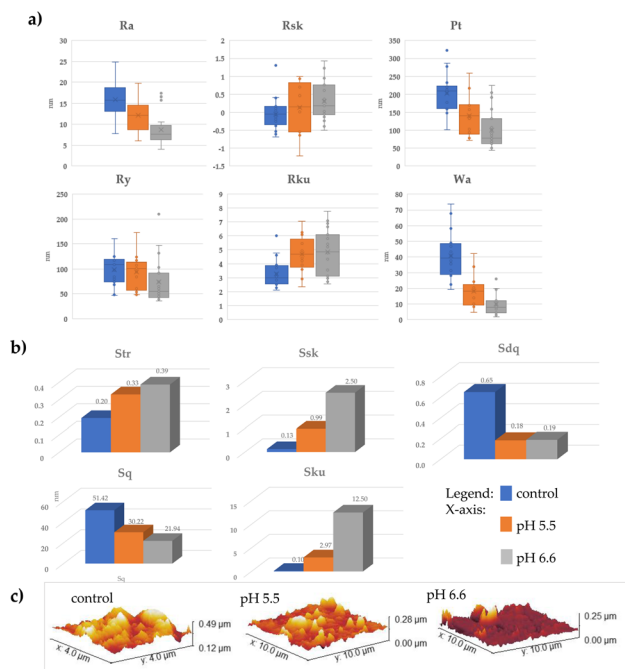 a)
Ra
30
25
20
15
10
5
0
nm
Rsk
2
1.5
1
0.5
0
-0.5
-1
-1.5
Pt
350
300
250
200
150
100
50
0
nm
Ry
250
200
150
100
50
0
nm
Rku
9
8
7
6
5
4
3
2
1
0
Wa
80
70
60
50
40
30
20
10
0
nm
b)
Str
0.4
0.3
0.2
0.1
0
0.20
0.33
0.39
Ssk
3
2
1
0
0.13
0.99
2.50
Sdq
0.8
0.6
0.4
0.2
0.0
0.65
0.18
0.19
Sq
nm
60
40
20
0
51.42
30.22
21.94
Sq
Sku
15
10
5
0
0.10
2.97
12.50
Legend:
X-axis:
control
pH 5.5
pH 6.6
c)
control
0.49 µm
0.12 µm
x: 4.0 µm
y: 4.0 µm
pH 5.5
0.28 µm
0.00 µm
x: 10.0 µm
y: 10.0 µm
pH 6.6
0.25 µm
0.00 µm
x: 10.0 µm
y: 10.0 µm